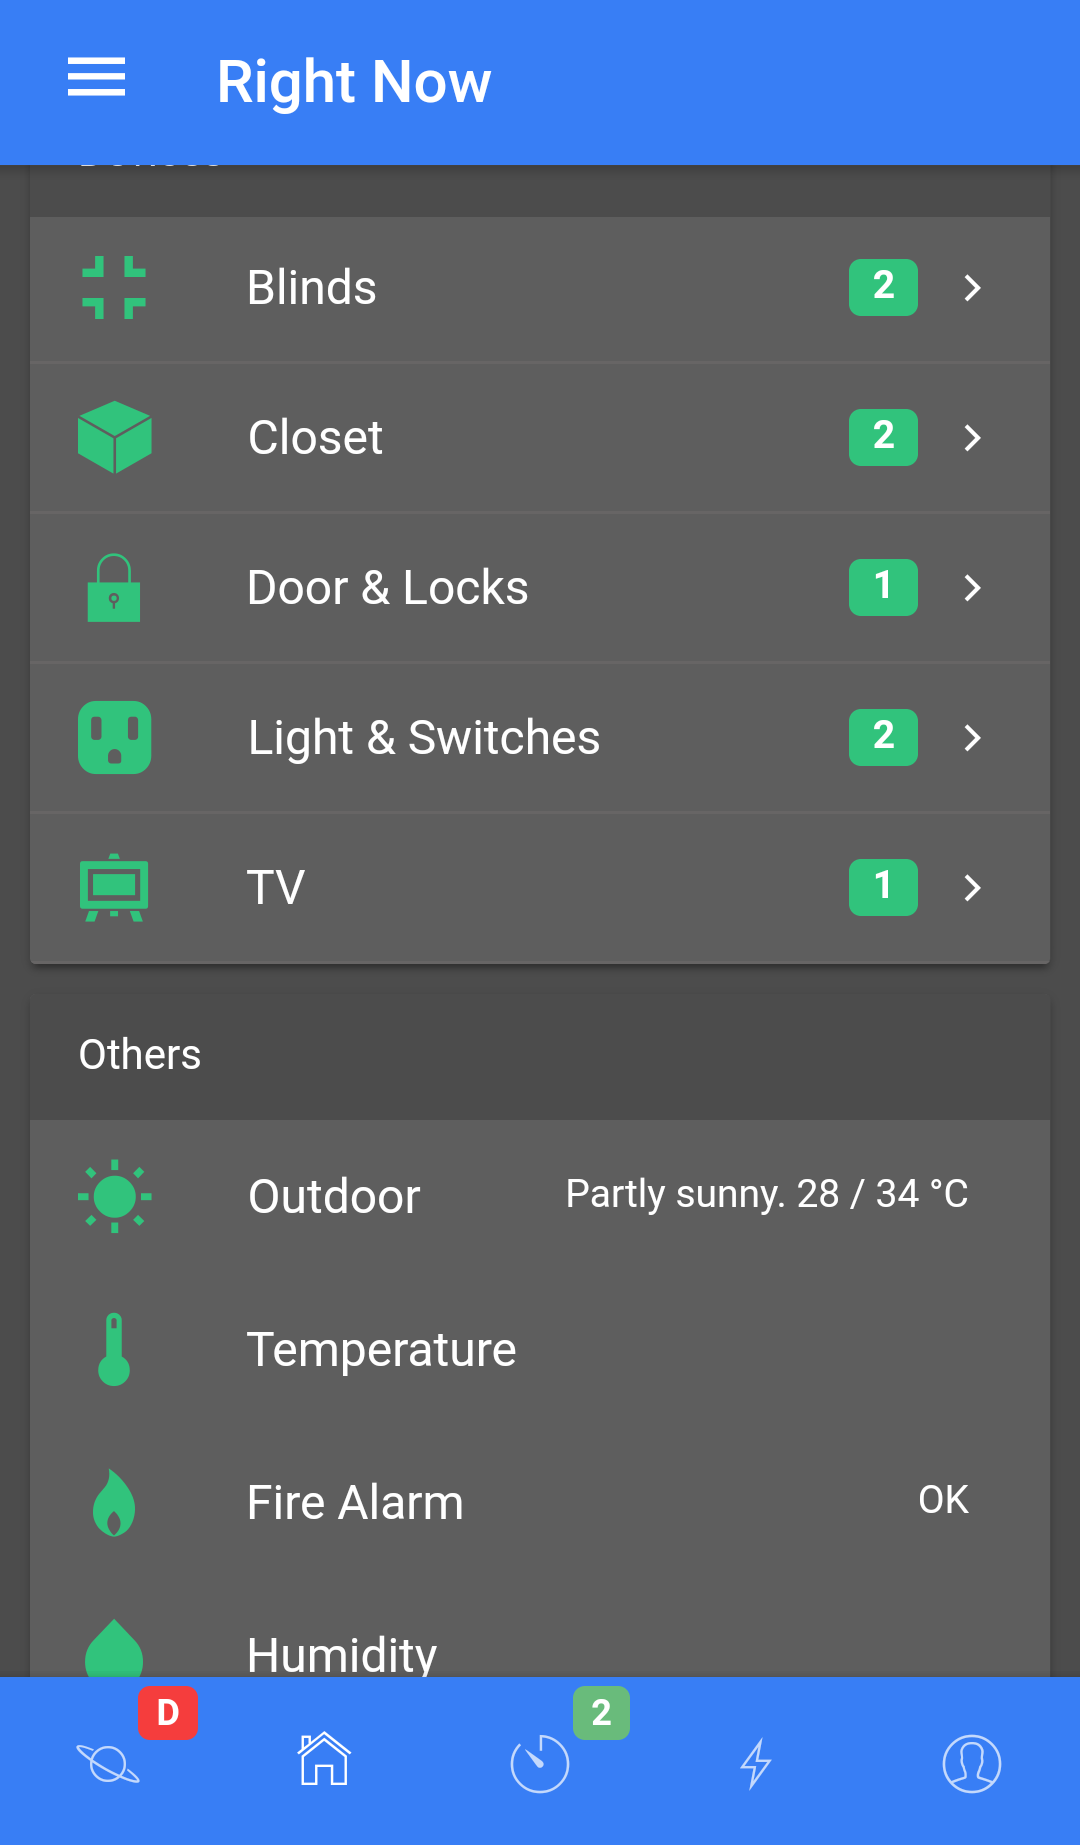 Right Now
Blinds 2
Closet 2
Door & Locks 1
Light & Switches 2
TV 1
Others
Outdoor Partly sunny. 28 / 34 °C
Temperature
Fire Alarm OK
Humidity
D 2